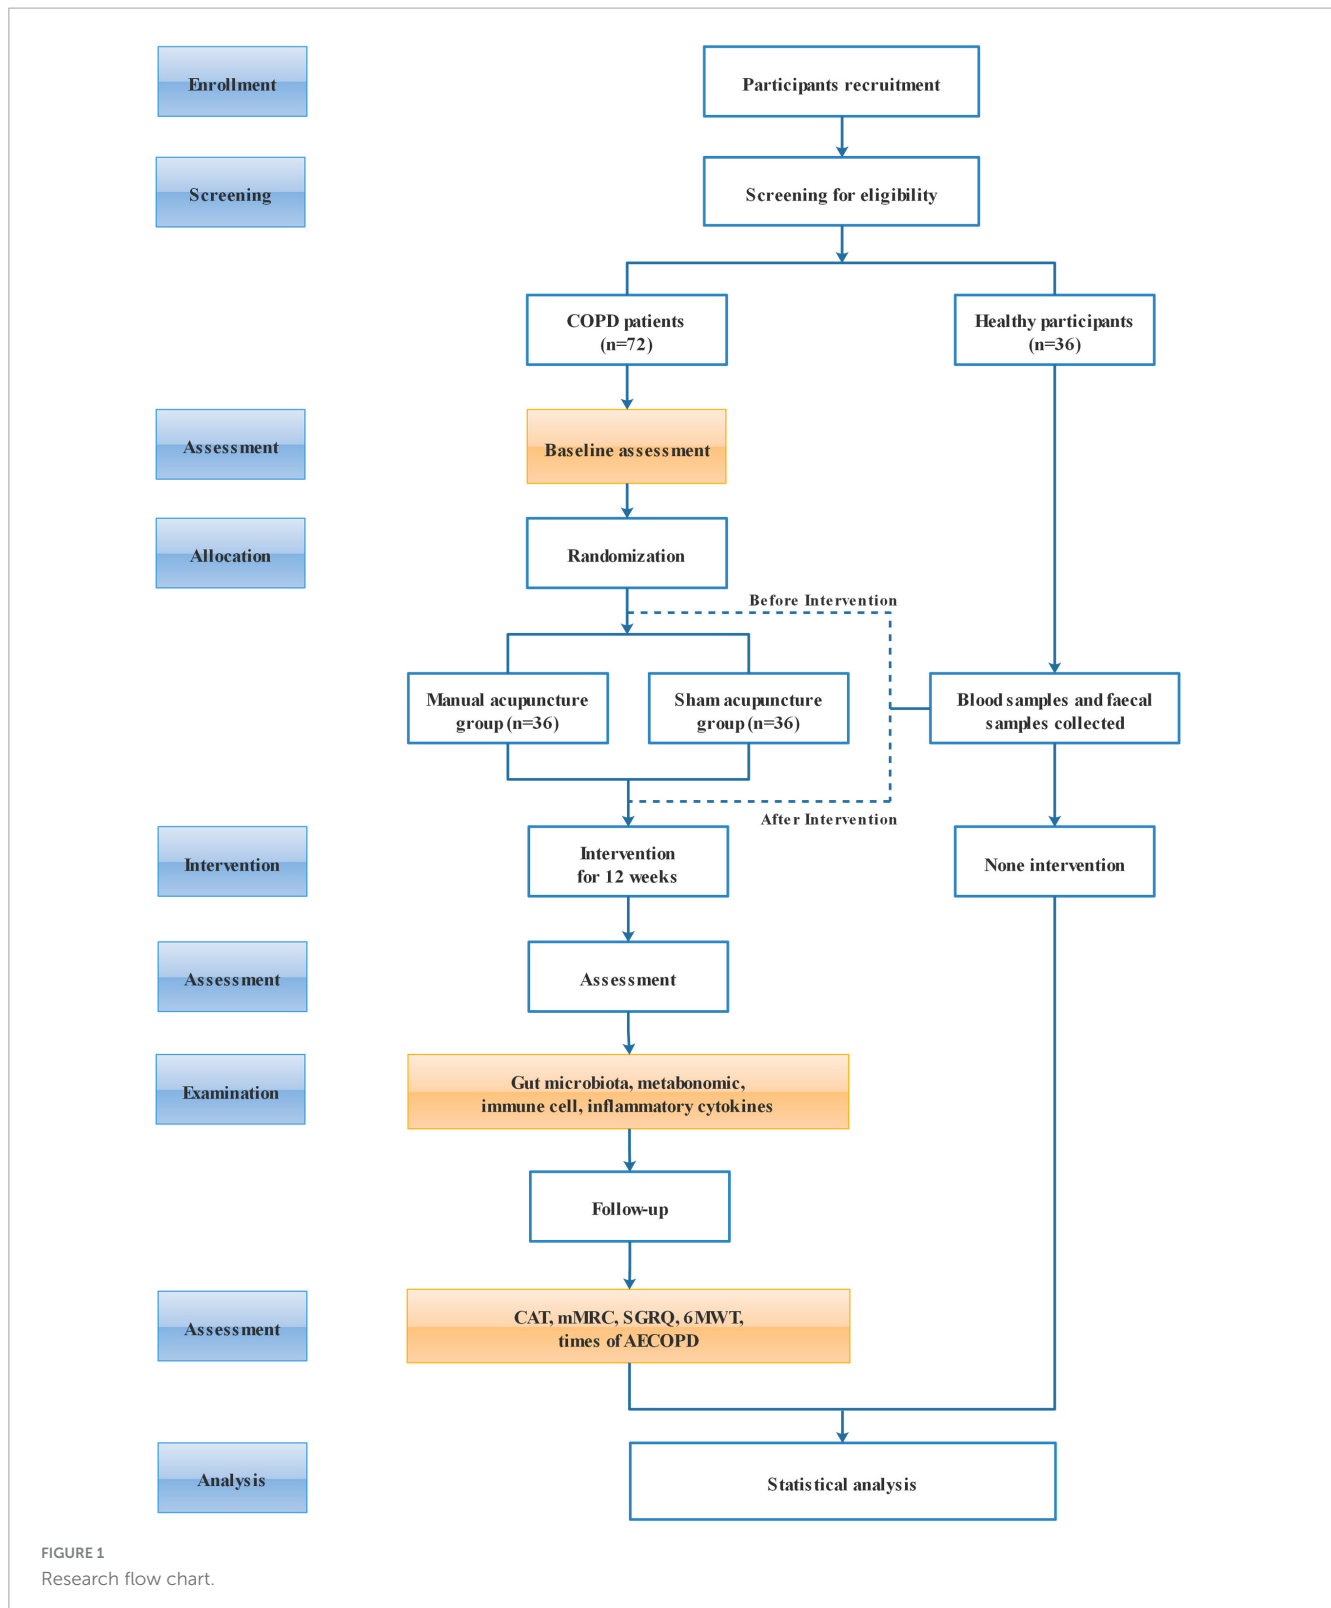 Enrollment
Participants recruitment
Screening
Screening for eligibility
COPD patients
(n=72)
Healthy participants
(n=36)
Assessment
Baseline assessment
Allocation
Randomization
Before Intervention
Manual acupuncture
group (n=36)
Sham acupuncture
group (n=36)
Blood samples and faecal
samples collected
After Intervention
Intervention
Intervention
for 12 weeks
None intervention
Assessment
Assessment
Examination
Gut microbiota, metabonomic,
immune cell, inflammatory cytokines
Follow-up
Assessment
CAT, mMRC, SGRQ, 6MWT,
times of AECOPD
Analysis
Statistical analysis
FIGURE 1
Research flow chart.